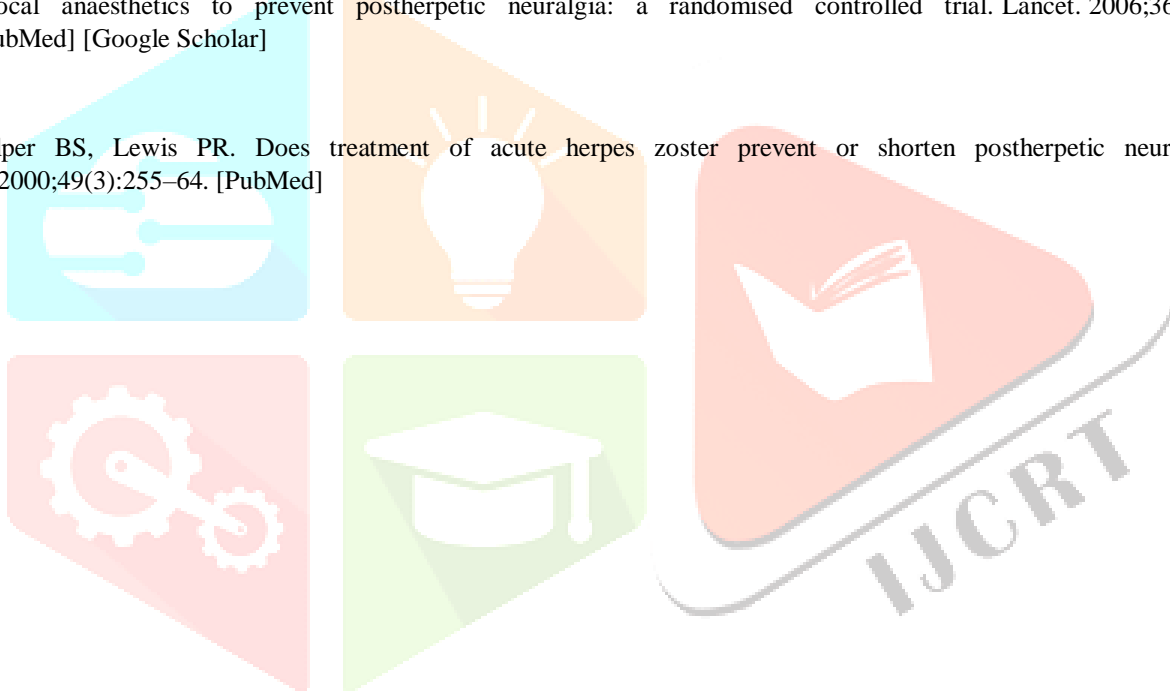 ocal anaesthetics to prevent postherpetic neuralgia: a randomised controlled trial. Lancet. 2006;36
ubMed] [Google Scholar]
lper BS, Lewis PR. Does treatment of acute herpes zoster prevent or shorten postherpetic neur
2000;49(3):255–64. [PubMed]
IJCRT